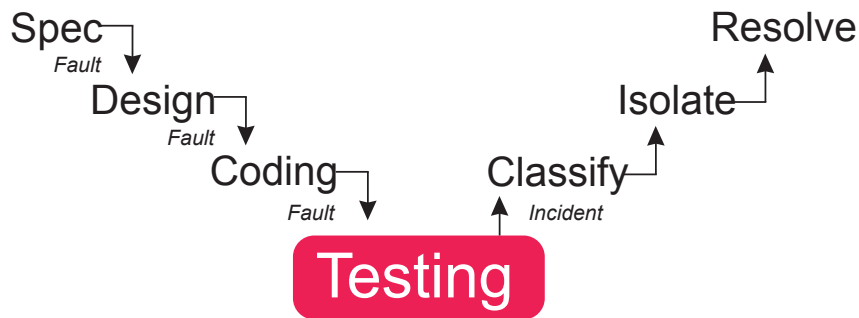 Spec
Fault
Design
Fault
Coding
Fault
Testing
Classify
Incident
Isolate
Resolve